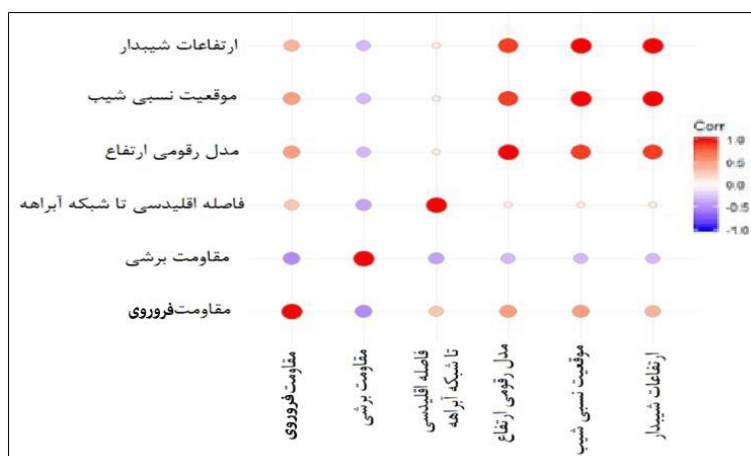 ارتفاعات شیبدار
موقعیت نسبی شیب
مدل رقومی ارتفاع
فاصله اقلیدسی تا شبکه آبراهه
مقاومت برشی
مقاومت‌فروروی
Corr
1.0
0.5
0.0
-0.5
-1.0
مقاومت‌فروروی
مقاومت برشی
فاصله اقلیدسی
تا شبکه آبراهه
مدل رقومی ارتفاع
موقعیت نسبی شیب
ارتفاعات شیبدار